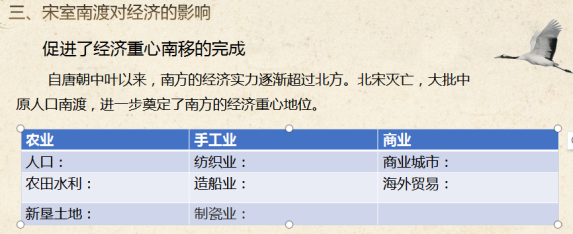 三、宋室南渡对经济的影响
促进了经济重心南移的完成
自唐朝中叶以来，南方的经济实力逐渐超过北方。北宋灭亡，大批中
原人口南渡，进一步奠定了南方的经济重心地位。
农业 手工业 商业
人口： 纺织业： 商业城市：
农田水利： 造船业： 海外贸易：
新垦土地： 制瓷业：